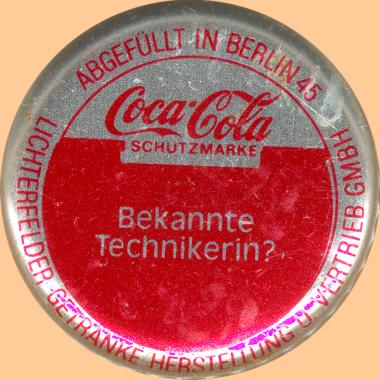 ABGEFÜLLT IN BERLIN 45
Coca-Cola
SCHUTZMARKE
Bekannte
Technikerin?
LICHTERFELDER GETRÄNKE HERSTELLUNG U. VERTRIEB GMBH